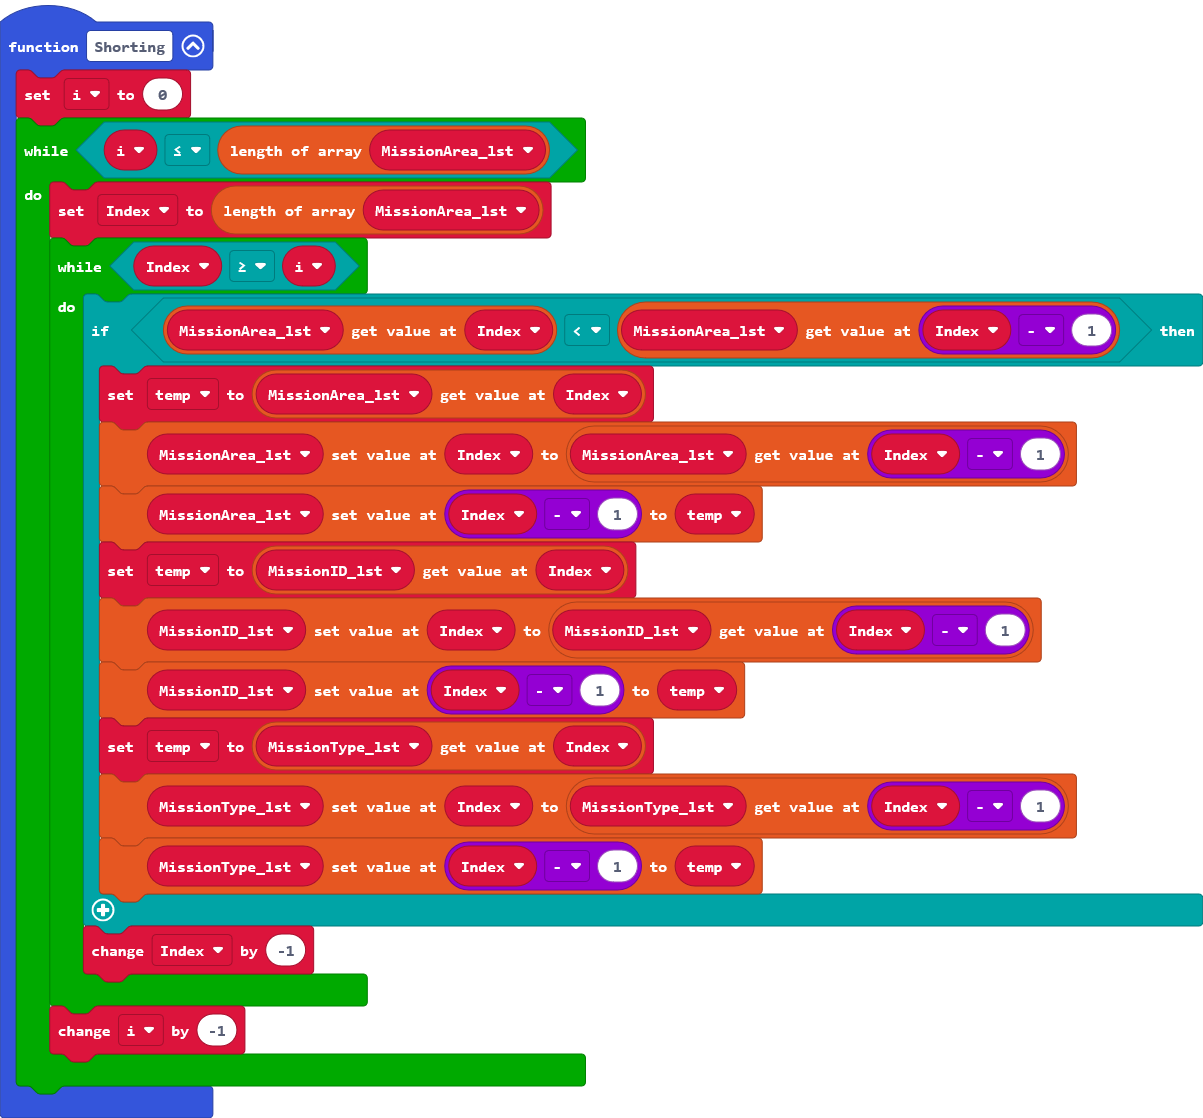 function Shorting
set i to 0
while i ≤ length of array MissionArea_lst
do
set Index to length of array MissionArea_lst
while Index ≥ i
do
if MissionArea_lst get value at Index < MissionArea_lst get value at Index - 1 then
set temp to MissionArea_lst get value at Index
MissionArea_lst set value at Index to MissionArea_lst get value at Index - 1
MissionArea_lst set value at Index - 1 to temp
set temp to MissionID_lst get value at Index
MissionID_lst set value at Index to MissionID_lst get value at Index - 1
MissionID_lst set value at Index - 1 to temp
set temp to MissionType_lst get value at Index
MissionType_lst set value at Index to MissionType_lst get value at Index - 1
MissionType_lst set value at Index - 1 to temp
change Index by -1
change i by -1